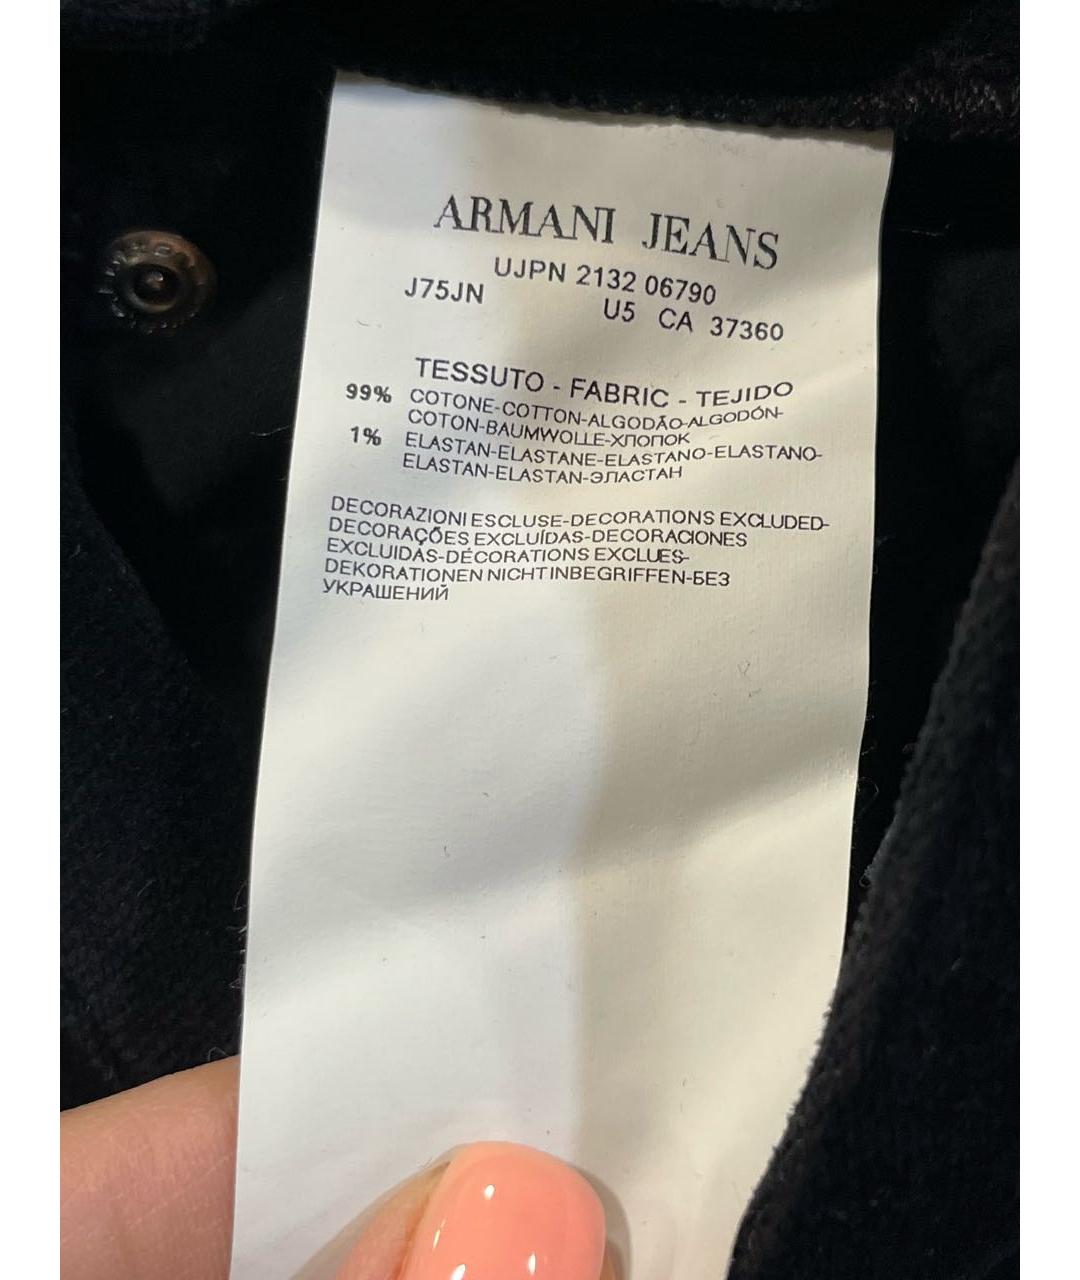 ARMANI JEANS
UJPN 2132 06790
J75JN U5 CA 37360
TESSUTO - FABRIC - TEJIDO
99% COTONE-COTTON-ALGODÃO-ALGODÓN-
COTON-BAUMWOLLE-ХЛОПОК
1% ELASTAN-ELASTANE-ELASTANO-ELASTANO-
ELASTAN-ELASTAN-ЭЛАСТАН
DECORAZIONI ESCLUSE-DECORATIONS EXCLUDED-
DECORAÇÕES EXCLUÍDAS-DECORACIONES
EXCLUIDAS-DÉCORATIONS EXCLUES-
DEKORATIONEN NICHT INBEGRIFFEN-БЕЗ
УКРАШЕНИЙ